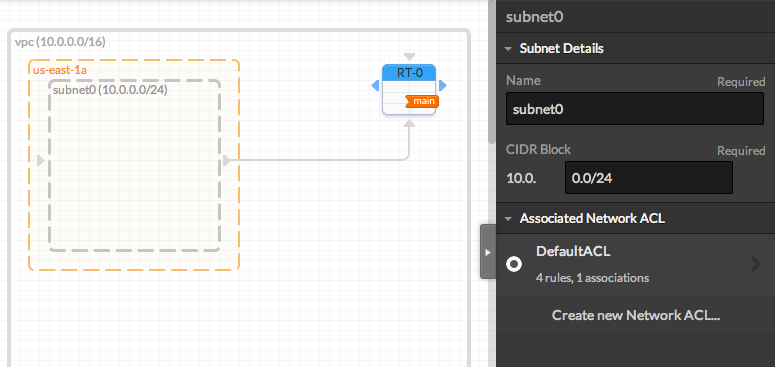 vpc (10.0.0.0/16)
us-east-1a
subnet0 (10.0.0.0/24)
RT-0
main
subnet0
Subnet Details
Name Required
subnet0
CIDR Block Required
10.0. 0.0/24
Associated Network ACL
DefaultACL
4 rules, 1 associations
Create new Network ACL...